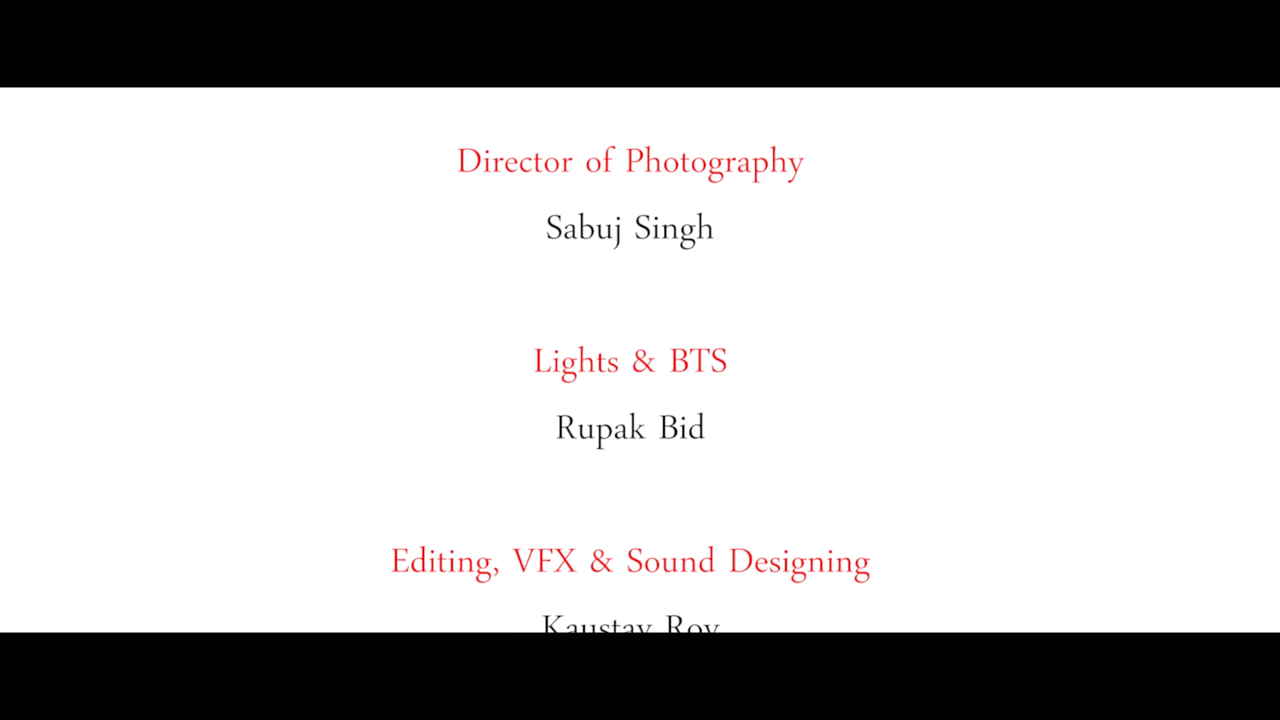 Director of Photography
Sabuj Singh
Lights & BTS
Rupak Bid
Editing, VFX & Sound Designing
Kaustav Roy